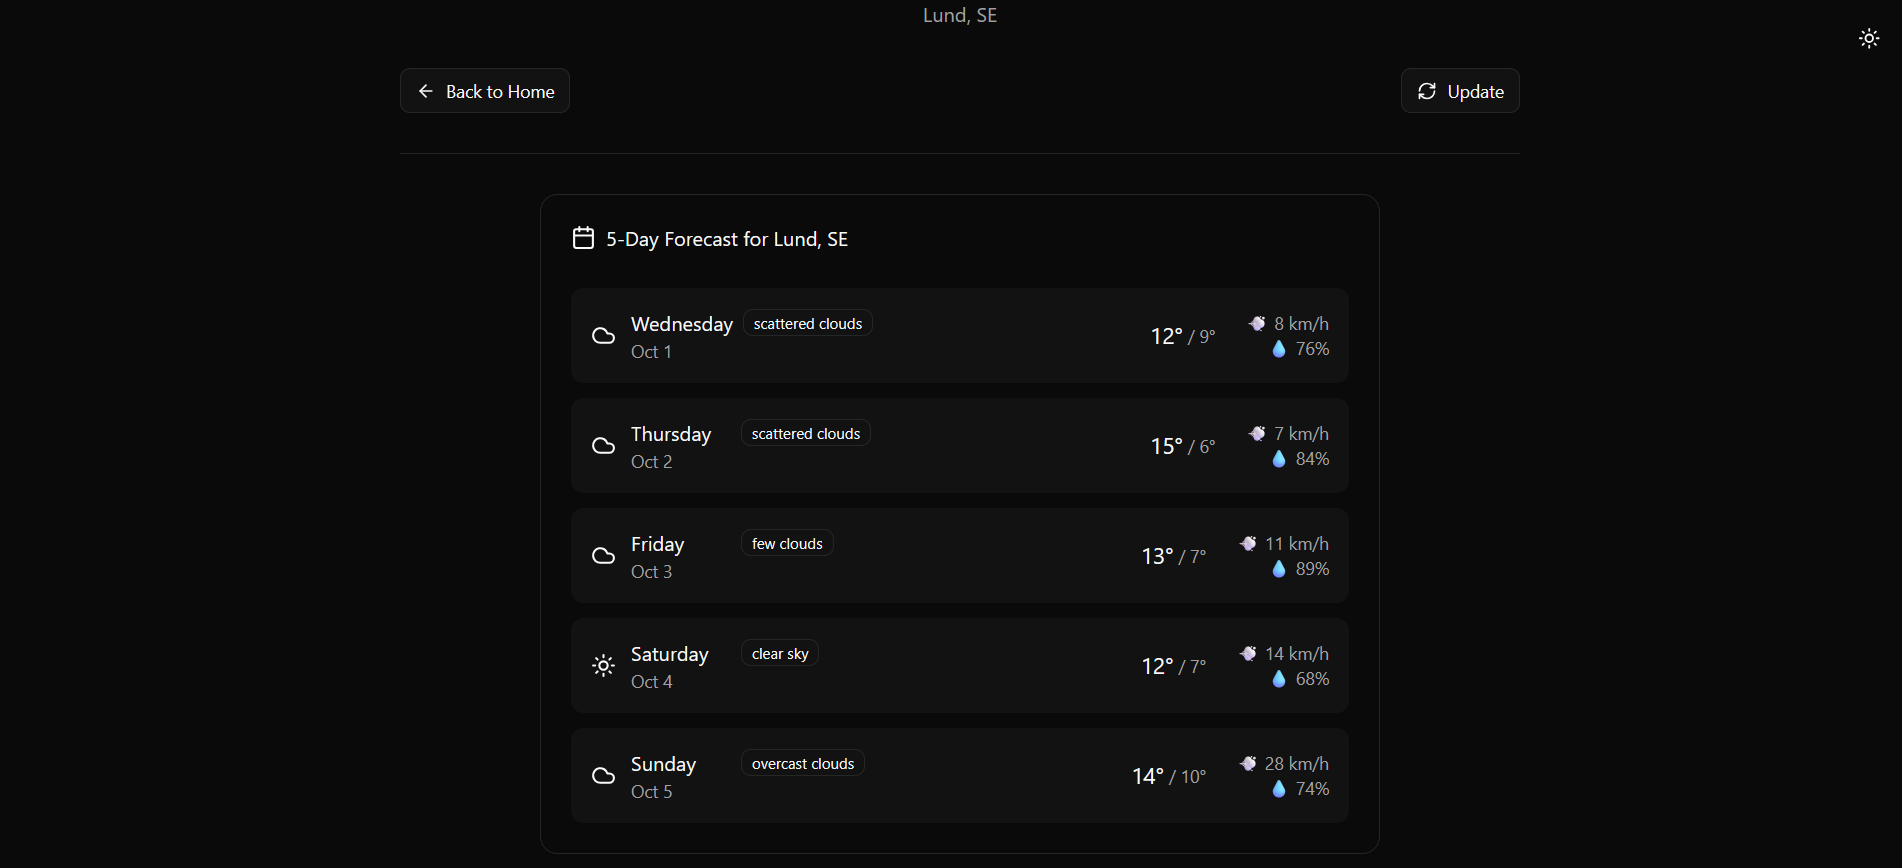 Lund, SE
Back to Home
Update
5-Day Forecast for Lund, SE
Wednesday scattered clouds
Oct 1
12° / 9°
8 km/h
76%
Thursday scattered clouds
Oct 2
15° / 6°
7 km/h
84%
Friday few clouds
Oct 3
13° / 7°
11 km/h
89%
Saturday clear sky
Oct 4
12° / 7°
14 km/h
68%
Sunday overcast clouds
Oct 5
14° / 10°
28 km/h
74%